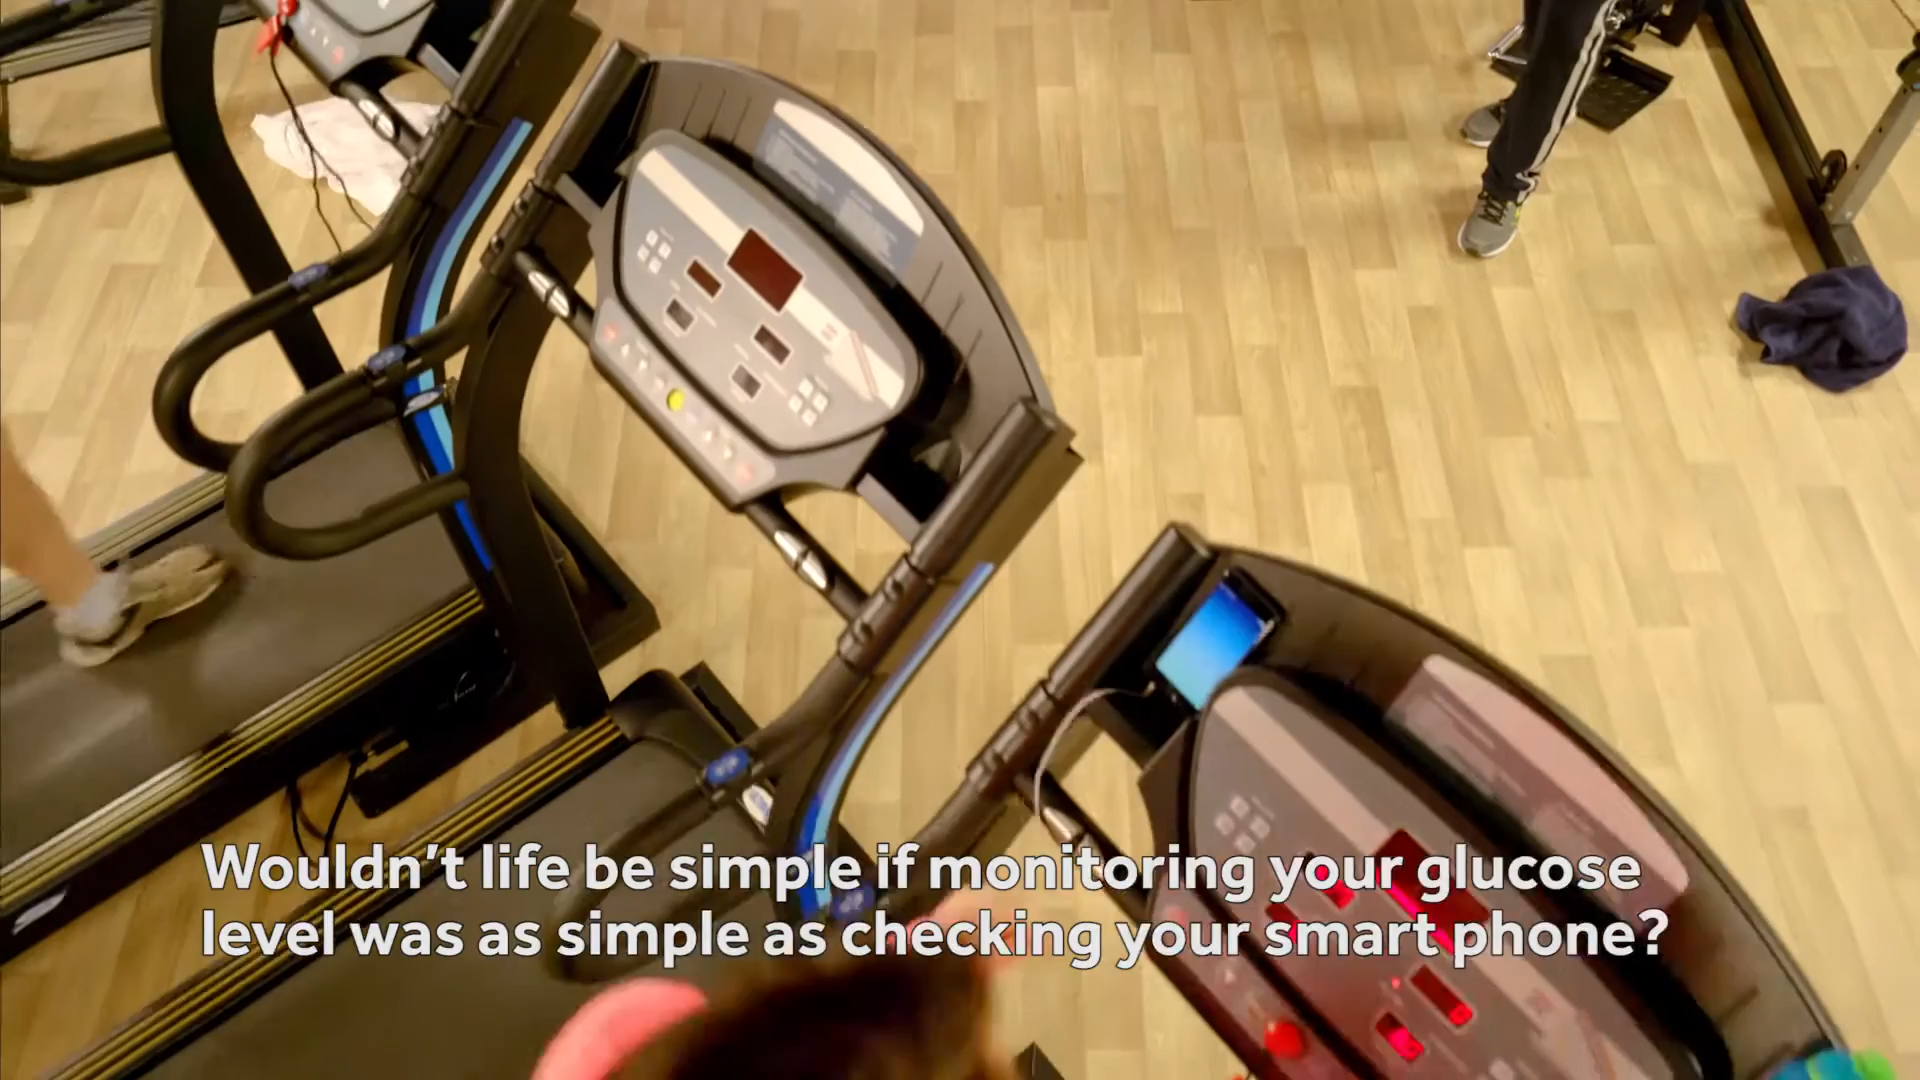 Wouldn't life be simple if monitoring your glucose
level was as simple as checking your smart phone?